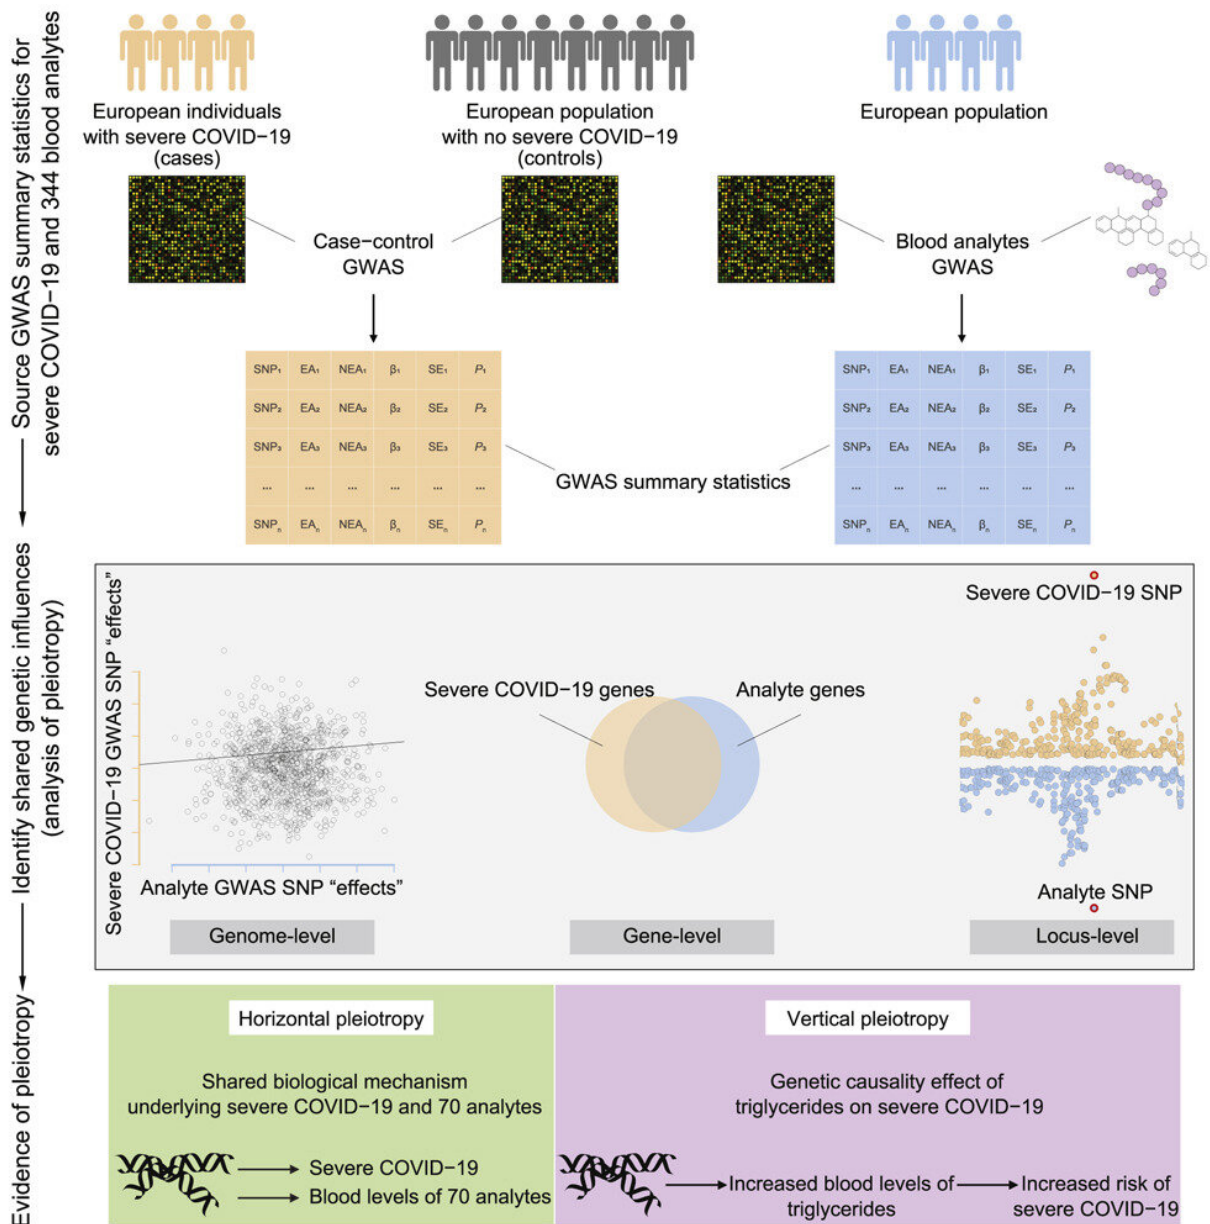 Source GWAS summary statistics for
severe COVID−19 and 344 blood analytes
Identify shared genetic influences
(analysis of pleiotropy)
Evidence of pleiotropy
European individuals
with severe COVID−19
(cases)
European population
with no severe COVID−19
(controls)
European population
Case−control
GWAS
Blood analytes
GWAS
SNP₁ EA₁ NEA₁ β₁ SE₁ P₁
SNP₂ EA₂ NEA₂ β₂ SE₂ P₂
SNP₃ EA₃ NEA₃ β₃ SE₃ P₃
... ... ... ... ... ...
SNPₙ EAₙ NEAₙ βₙ SEₙ Pₙ
GWAS summary statistics
SNP₁ EA₁ NEA₁ β₁ SE₁ P₁
SNP₂ EA₂ NEA₂ β₂ SE₂ P₂
SNP₃ EA₃ NEA₃ β₃ SE₃ P₃
... ... ... ... ... ...
SNPₙ EAₙ NEAₙ βₙ SEₙ Pₙ
Severe COVID−19 GWAS SNP “effects”
Analyte GWAS SNP “effects”
Genome-level
Severe COVID−19 genes
Analyte genes
Gene-level
Severe COVID−19 SNP
Analyte SNP
Locus-level
Horizontal pleiotropy
Shared biological mechanism
underlying severe COVID−19 and 70 analytes
Severe COVID−19
Blood levels of 70 analytes
Vertical pleiotropy
Genetic causality effect of
triglycerides on severe COVID−19
Increased blood levels of
triglycerides
Increased risk of
severe COVID−19